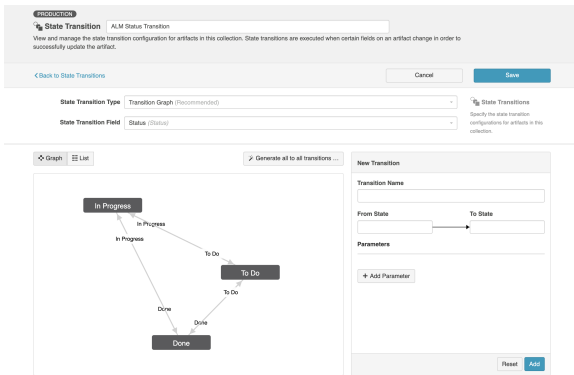 PRODUCTION
State Transition
ALM Status Transition
View and manage the state transition configuration for artifacts in this collection. State transitions are executed when certain fields on an artifact change in order to
successfully update the artifact.
Back to State Transitions
Cancel
Save
State Transition Type
Transition Graph (Recommended)
State Transition Field
Status (Status)
State Transitions
Specify the state transition
configurations for artifacts in this
collection.
Graph
List
Generate all to all transitions ...
New Transition
Transition Name
From State
To State
Parameters
+ Add Parameter
Reset
Add
In Progress
In Progress
In Progress
To Do
To Do
To Do
Done
Done
Done